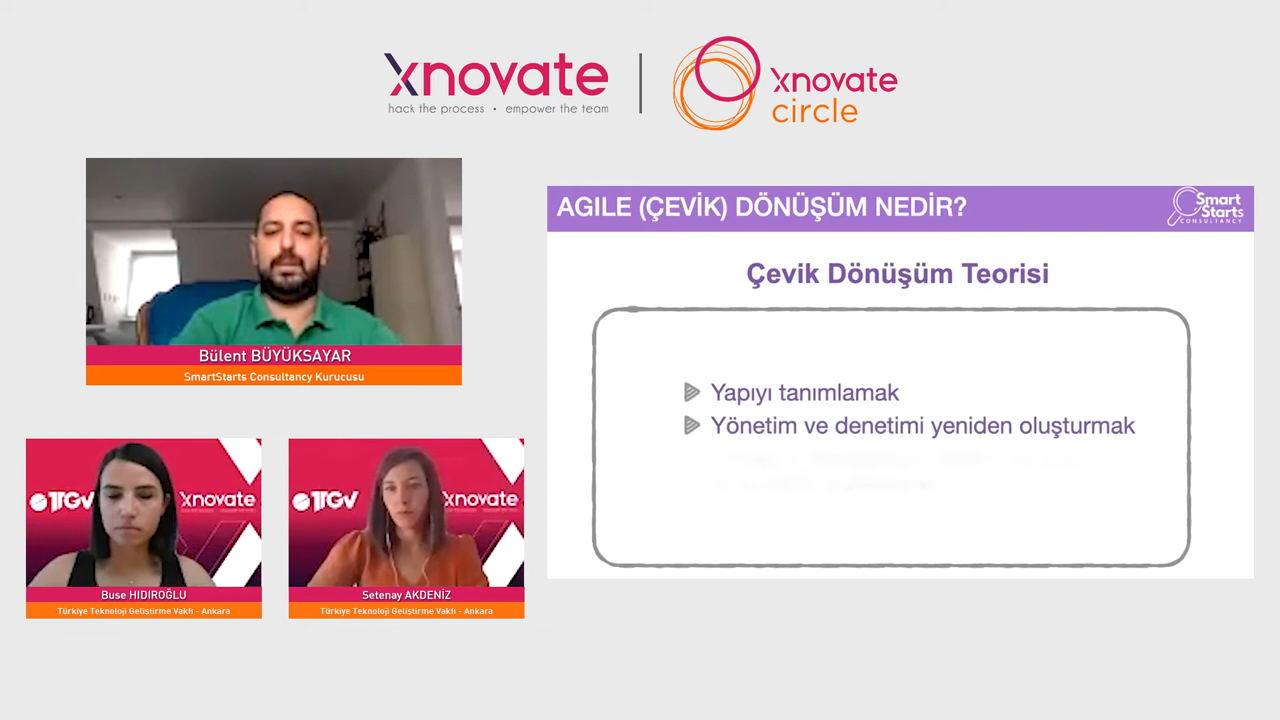 xnovate
hack the process • empower the team
xnovate
circle
Bülent BÜYÜKSAYAR
SmartStarts Consultancy Kurucusu
TTGV
xnovate
Buse HIDIROĞLU
Türkiye Teknoloji Geliştirme Vakfı - Ankara
TTGV
xnovate
Setenay AKDENİZ
Türkiye Teknoloji Geliştirme Vakfı - Ankara
AGILE (ÇEVİK) DÖNÜŞÜM NEDİR?
Smart
Starts
CONSULTANCY
Çevik Dönüşüm Teorisi
Yapıyı tanımlamak
Yönetim ve denetimi yeniden oluşturmak